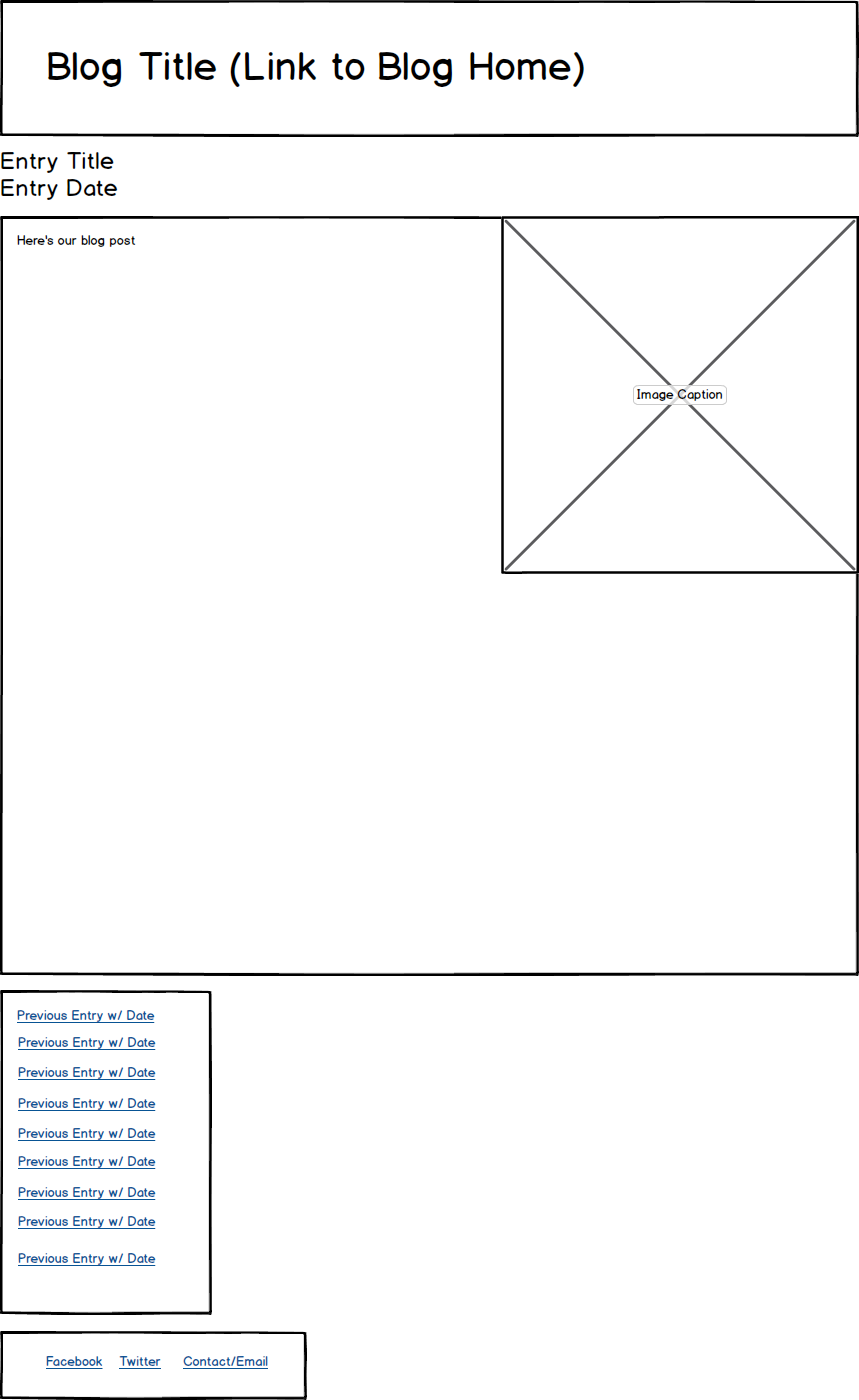 Blog Title (Link to Blog Home)
Entry Title
Entry Date
Here's our blog post
Image Caption
Previous Entry w/ Date
Previous Entry w/ Date
Previous Entry w/ Date
Previous Entry w/ Date
Previous Entry w/ Date
Previous Entry w/ Date
Previous Entry w/ Date
Previous Entry w/ Date
Previous Entry w/ Date
Facebook Twitter Contact/Email